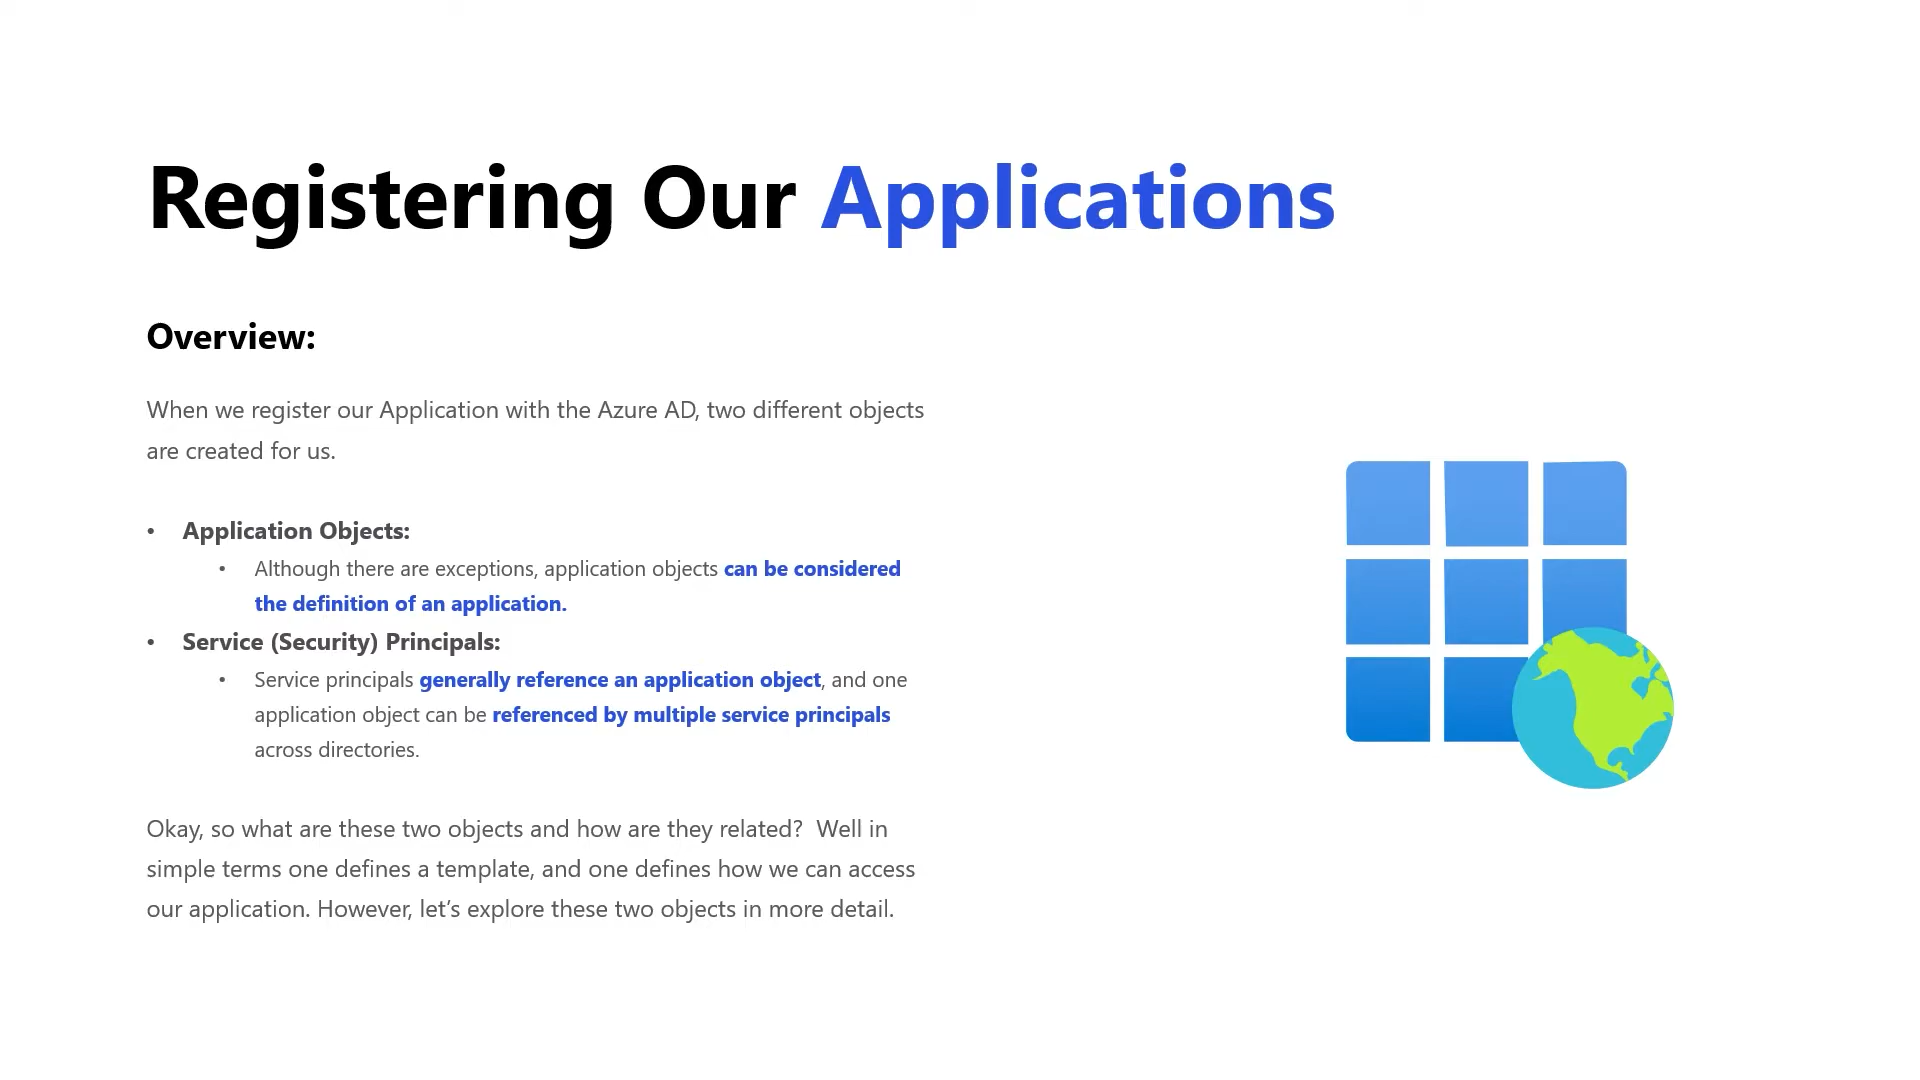 Registering Our Applications
Overview:
When we register our Application with the Azure AD, two different objects
are created for us.
• Application Objects:
• Although there are exceptions, application objects can be considered
the definition of an application.
• Service (Security) Principals:
• Service principals generally reference an application object, and one
application object can be referenced by multiple service principals
across directories.
Okay, so what are these two objects and how are they related?  Well in
simple terms one defines a template, and one defines how we can access
our application. However, let’s explore these two objects in more detail.